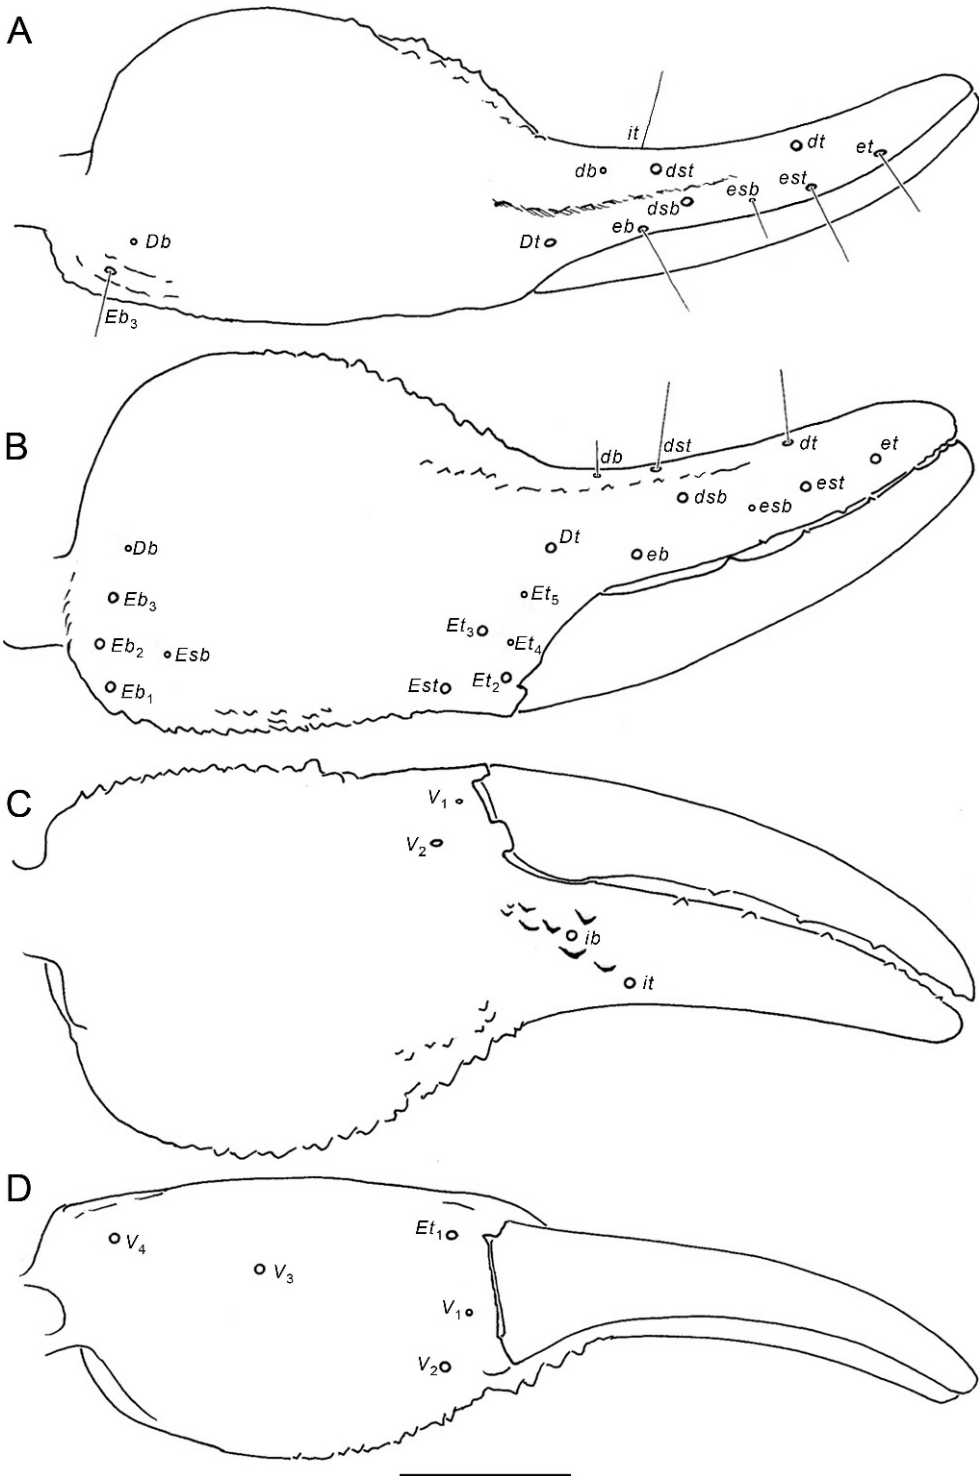 A
it
db
dst
dt
et
est
esb
dsb
eb
Dt
Db
Eb3
B
db
dst
dt
et
est
esb
dsb
Dt
eb
Db
Eb3
Et5
Et3
Et4
Eb2
Esb
Eb1
Est
Et2
C
V1
V2
ib
it
D
Et1
V4
V3
V1
V2